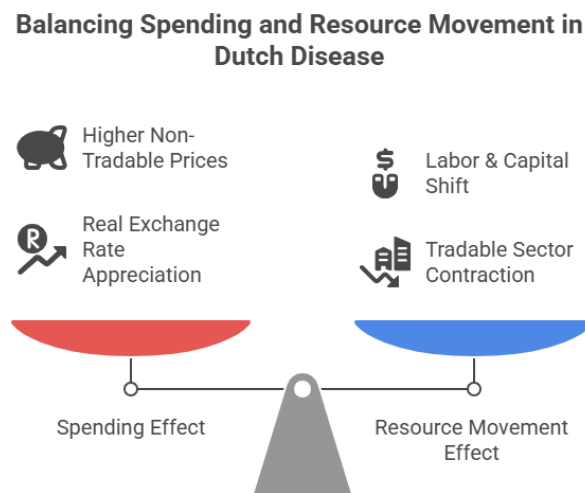 Balancing Spending and Resource Movement in
Dutch Disease
Higher Non-
Tradable Prices
Real Exchange
Rate
Appreciation
R
$
Labor & Capital
Shift
Tradable Sector
Contraction
Spending Effect
Resource Movement
Effect